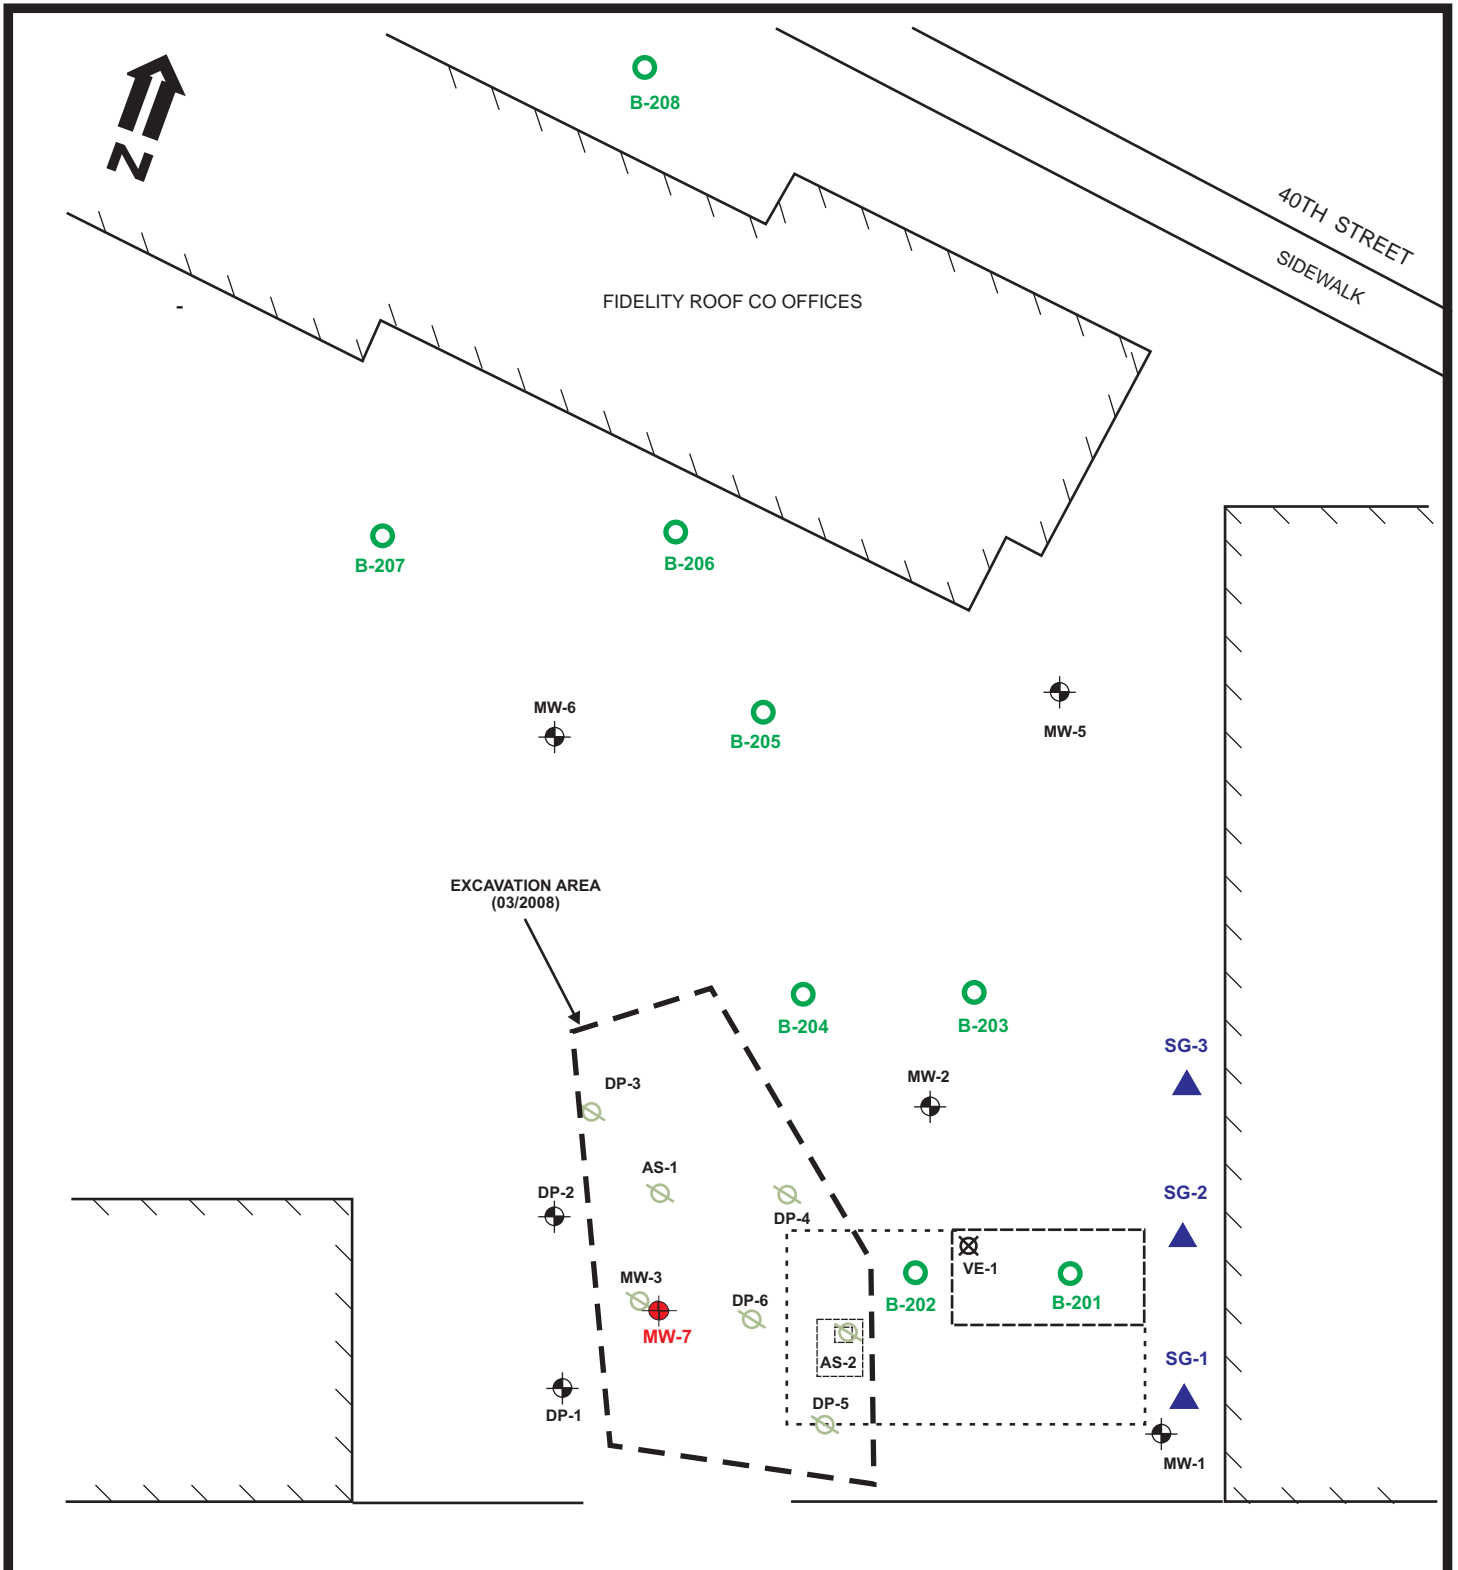 B-208
N
40TH STREET
SIDEWALK
FIDELITY ROOF CO OFFICES
-
B-207
B-206
MW-6
B-205
MW-5
EXCAVATION AREA
(03/2008)
B-204
B-203
SG-3
DP-3
MW-2
AS-1
DP-2
DP-4
SG-2
VE-1
MW-3
DP-6
B-202
B-201
MW-7
AS-2
SG-1
DP-5
DP-1
MW-1